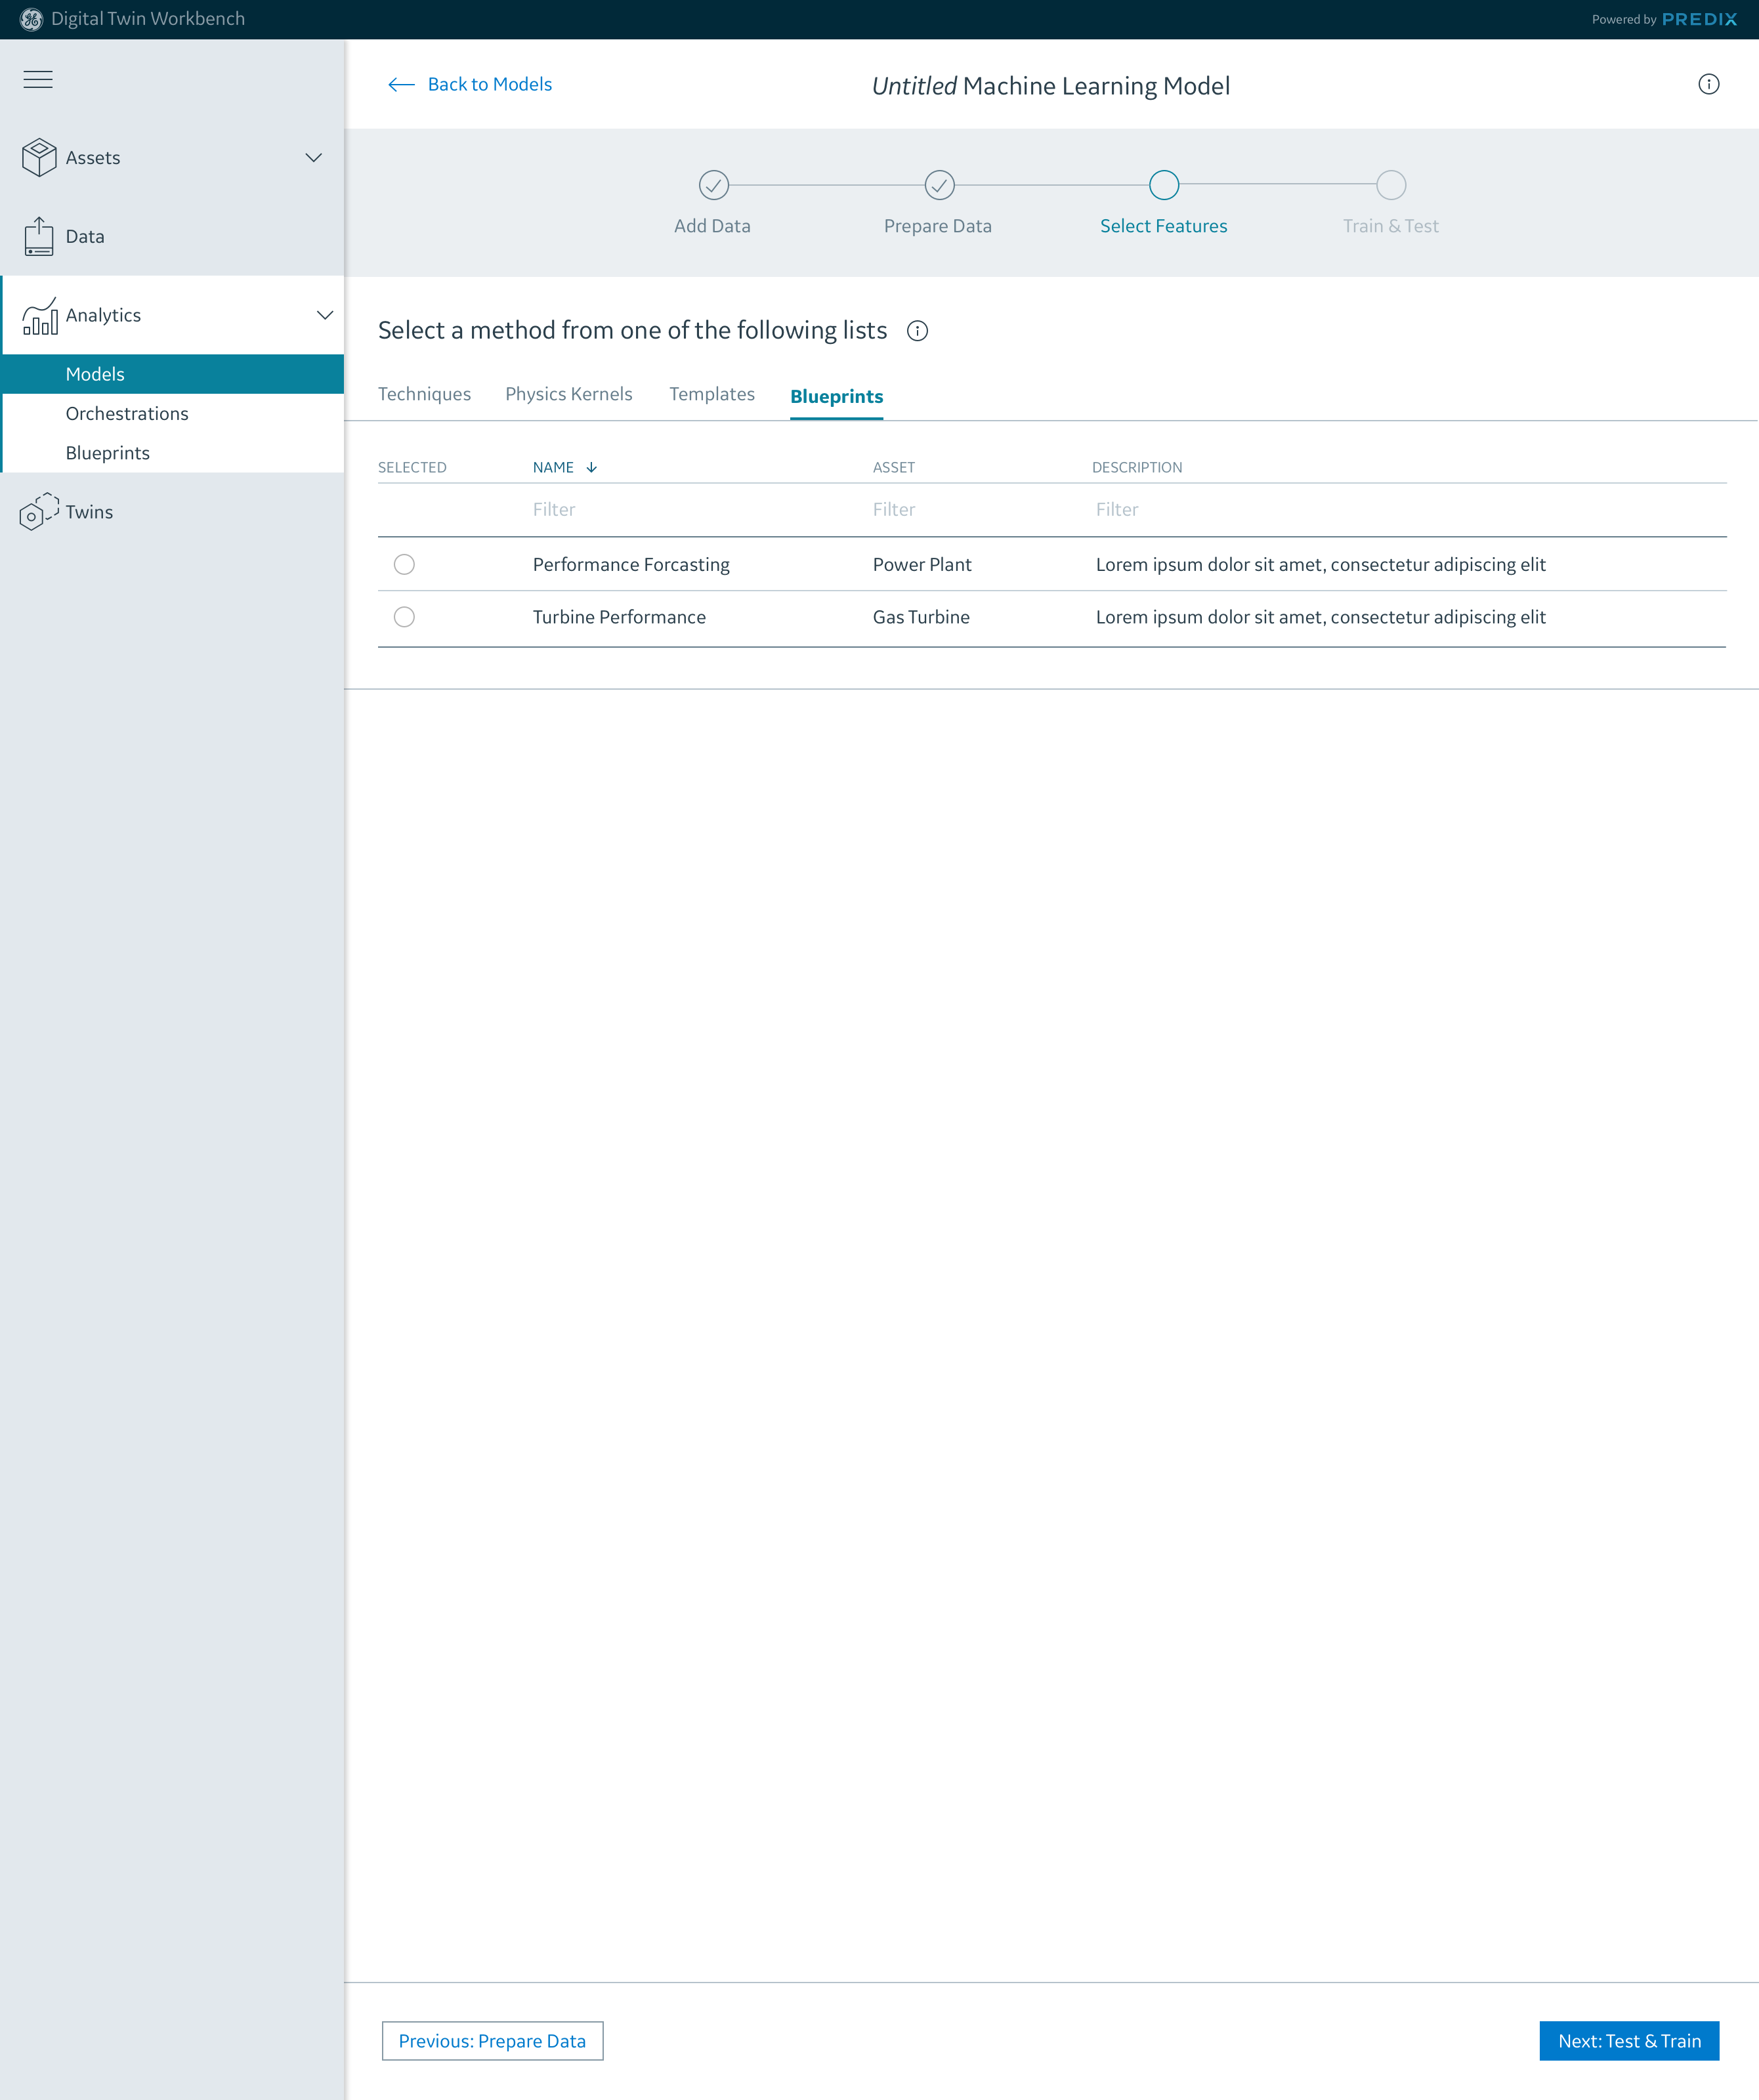 Digital Twin Workbench
Powered by PREDIX
Back to Models
Untitled Machine Learning Model
Assets
Data
Analytics
Models
Orchestrations
Blueprints
Twins
Add Data
Prepare Data
Select Features
Train & Test
Select a method from one of the following lists
Techniques Physics Kernels Templates Blueprints
SELECTED NAME ASSET DESCRIPTION
Filter Filter Filter
Performance Forcasting Power Plant Lorem ipsum dolor sit amet, consectetur adipiscing elit
Turbine Performance Gas Turbine Lorem ipsum dolor sit amet, consectetur adipiscing elit
Previous: Prepare Data
Next: Test & Train